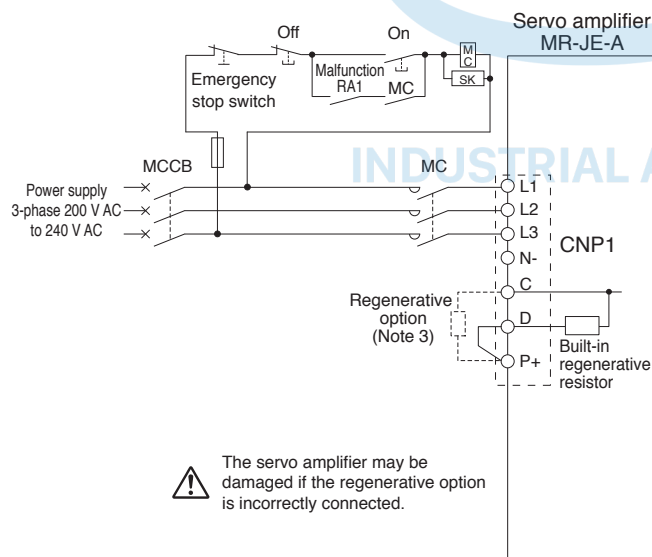 Servo amplifier
MR-JE-A
Off
On
MC
SK
Emergency
stop switch
Malfunction
RA1
MC
INDUSTRIAL A
MCCB
MC
Power supply
3-phase 200 V AC
to 240 V AC
L1
L2
L3
N-
CNP1
C
D
P+
Regenerative
option
(Note 3)
Built-in
regenerative
resistor
The servo amplifier may be
damaged if the regenerative option
is incorrectly connected.